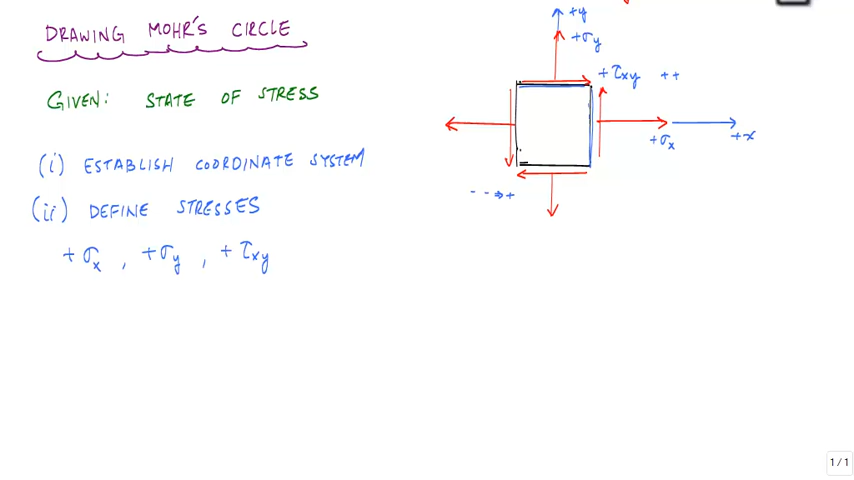 DRAWING MOHR'S CIRCLE
GIVEN: STATE OF STRESS
(i) ESTABLISH COORDINATE SYSTEM
(ii) DEFINE STRESSES
+σx , +σy , +τxy
+y
+σy
+τxy ++
+σx
+x
- - ⇒ +
1 / 1